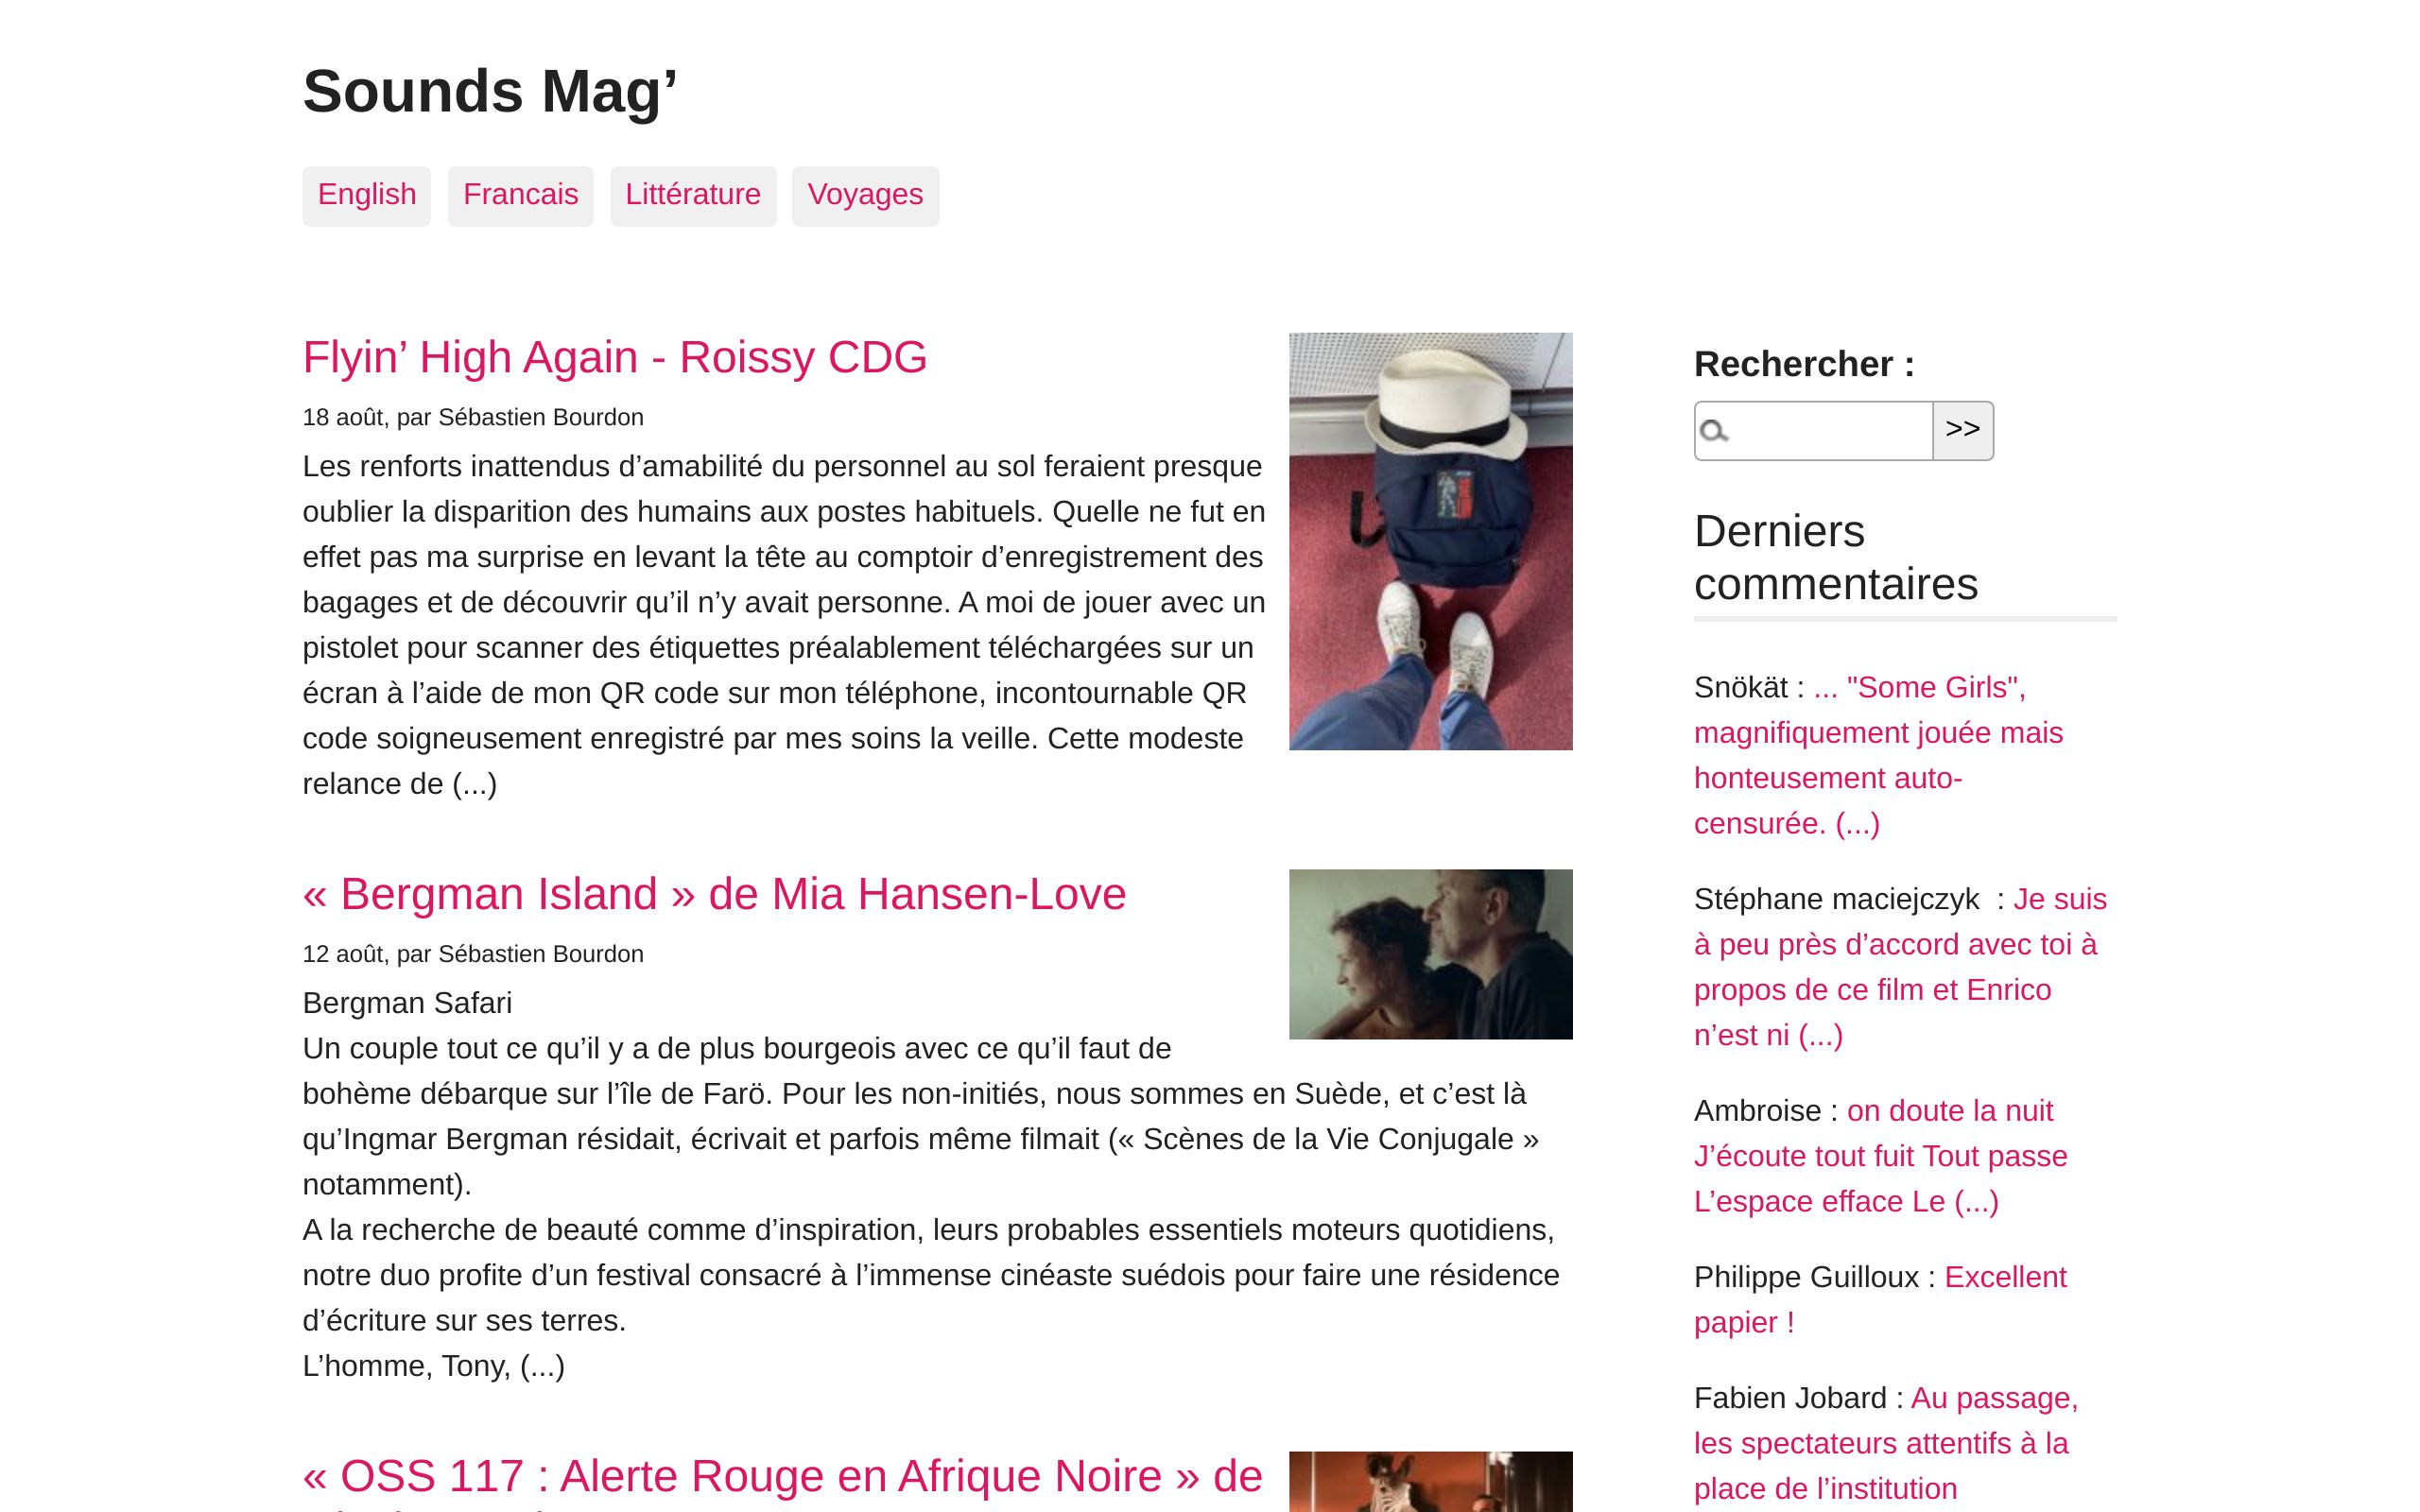 Sounds Mag’
English Francais Littérature Voyages
Flyin’ High Again - Roissy CDG
18 août, par Sébastien Bourdon
Les renforts inattendus d’amabilité du personnel au sol feraient presque
oublier la disparition des humains aux postes habituels. Quelle ne fut en
effet pas ma surprise en levant la tête au comptoir d’enregistrement des
bagages et de découvrir qu’il n’y avait personne. A moi de jouer avec un
pistolet pour scanner des étiquettes préalablement téléchargées sur un
écran à l’aide de mon QR code sur mon téléphone, incontournable QR
code soigneusement enregistré par mes soins la veille. Cette modeste
relance de (...)
« Bergman Island » de Mia Hansen-Love
12 août, par Sébastien Bourdon
Bergman Safari
Un couple tout ce qu’il y a de plus bourgeois avec ce qu’il faut de
bohème débarque sur l’île de Farö. Pour les non-initiés, nous sommes en Suède, et c’est là
qu’Ingmar Bergman résidait, écrivait et parfois même filmait (« Scènes de la Vie Conjugale »
notamment).
A la recherche de beauté comme d’inspiration, leurs probables essentiels moteurs quotidiens,
notre duo profite d’un festival consacré à l’immense cinéaste suédois pour faire une résidence
d’écriture sur ses terres.
L’homme, Tony, (...)
« OSS 117 : Alerte Rouge en Afrique Noire » de
Rechercher :
>>
Derniers
commentaires
Snökät : ... "Some Girls",
magnifiquement jouée mais
honteusement auto-
censurée. (...)
Stéphane maciejczyk  : Je suis
à peu près d’accord avec toi à
propos de ce film et Enrico
n’est ni (...)
Ambroise : on doute la nuit
J’écoute tout fuit Tout passe
L’espace efface Le (...)
Philippe Guilloux : Excellent
papier !
Fabien Jobard : Au passage,
les spectateurs attentifs à la
place de l’institution